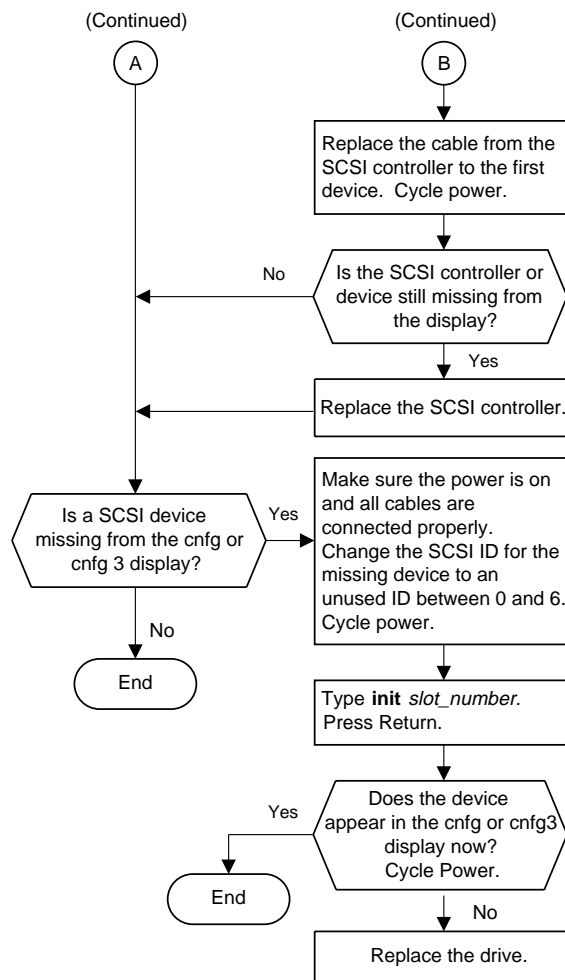 (Continued)
(Continued)
A
B
Replace the cable from the
SCSI controller to the first
device.  Cycle power.
No
Is the SCSI controller or
device still missing from
the display?
Yes
Replace the SCSI controller.
Is a SCSI device
missing from the cnfg or
cnfg 3 display?
Yes
Make sure the power is on
and all cables are
connected properly.
Change the SCSI ID for the
missing device to an
unused ID between 0 and 6.
Cycle power.
No
End
Type init slot_number.
Press Return.
Yes
Does the device
appear in the cnfg or cnfg3
display now?
Cycle Power.
End
No
Replace the drive.